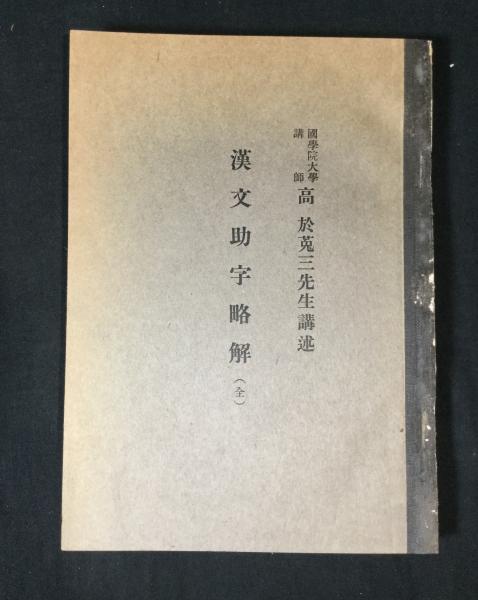 國學院大學
講師
高 於菟三先生講述
漢文助字略解（全）